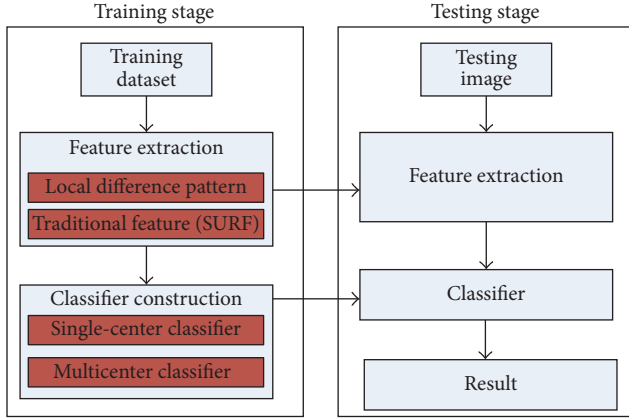 Training stage
Training
dataset
Feature extraction
Local difference pattern
Traditional feature (SURF)
Classifier construction
Single-center classifier
Multicenter classifier
Testing stage
Testing
image
Feature extraction
Classifier
Result